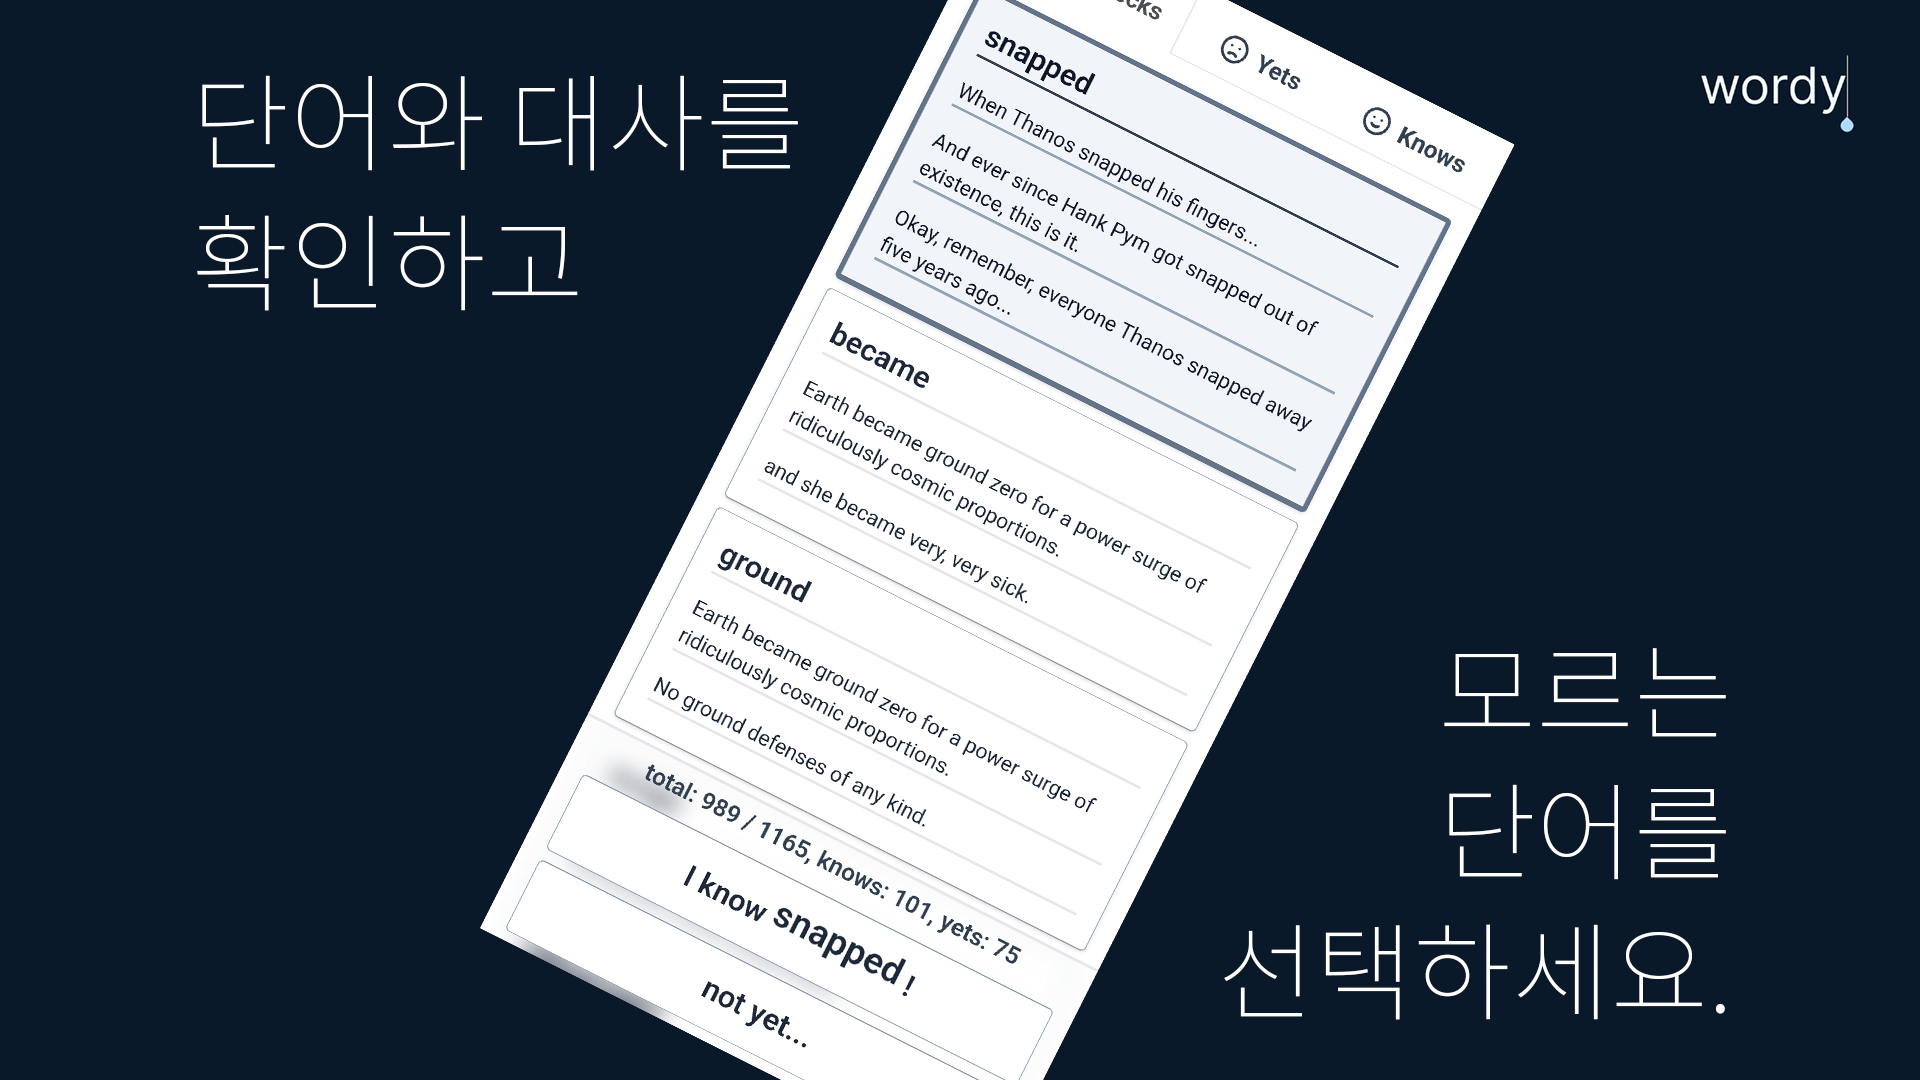 단어와 대사를
확인하고
wordy
Yets
Knows
snapped
When Thanos snapped his fingers...
And ever since Hank Pym got snapped out of
existence, this is it.
Okay, remember, everyone Thanos snapped away
five years ago...
became
Earth became ground zero for a power surge of
ridiculously cosmic proportions.
and she became very, very sick.
ground
Earth became ground zero for a power surge of
ridiculously cosmic proportions.
No ground defenses of any kind.
total: 989 / 1165, knows: 101, yets: 75
I know snapped !
not yet...
모르는
단어를
선택하세요.